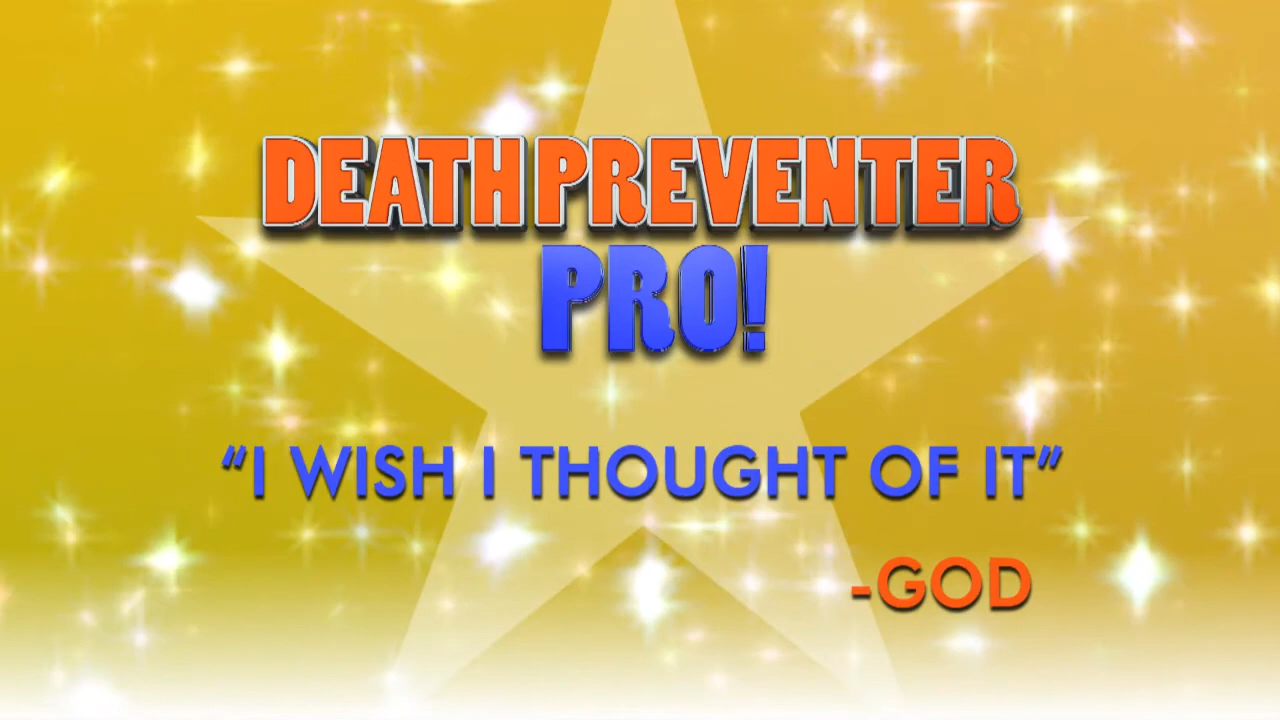 DEATH PREVENTER
PRO!
“I WISH I THOUGHT OF IT”
-GOD